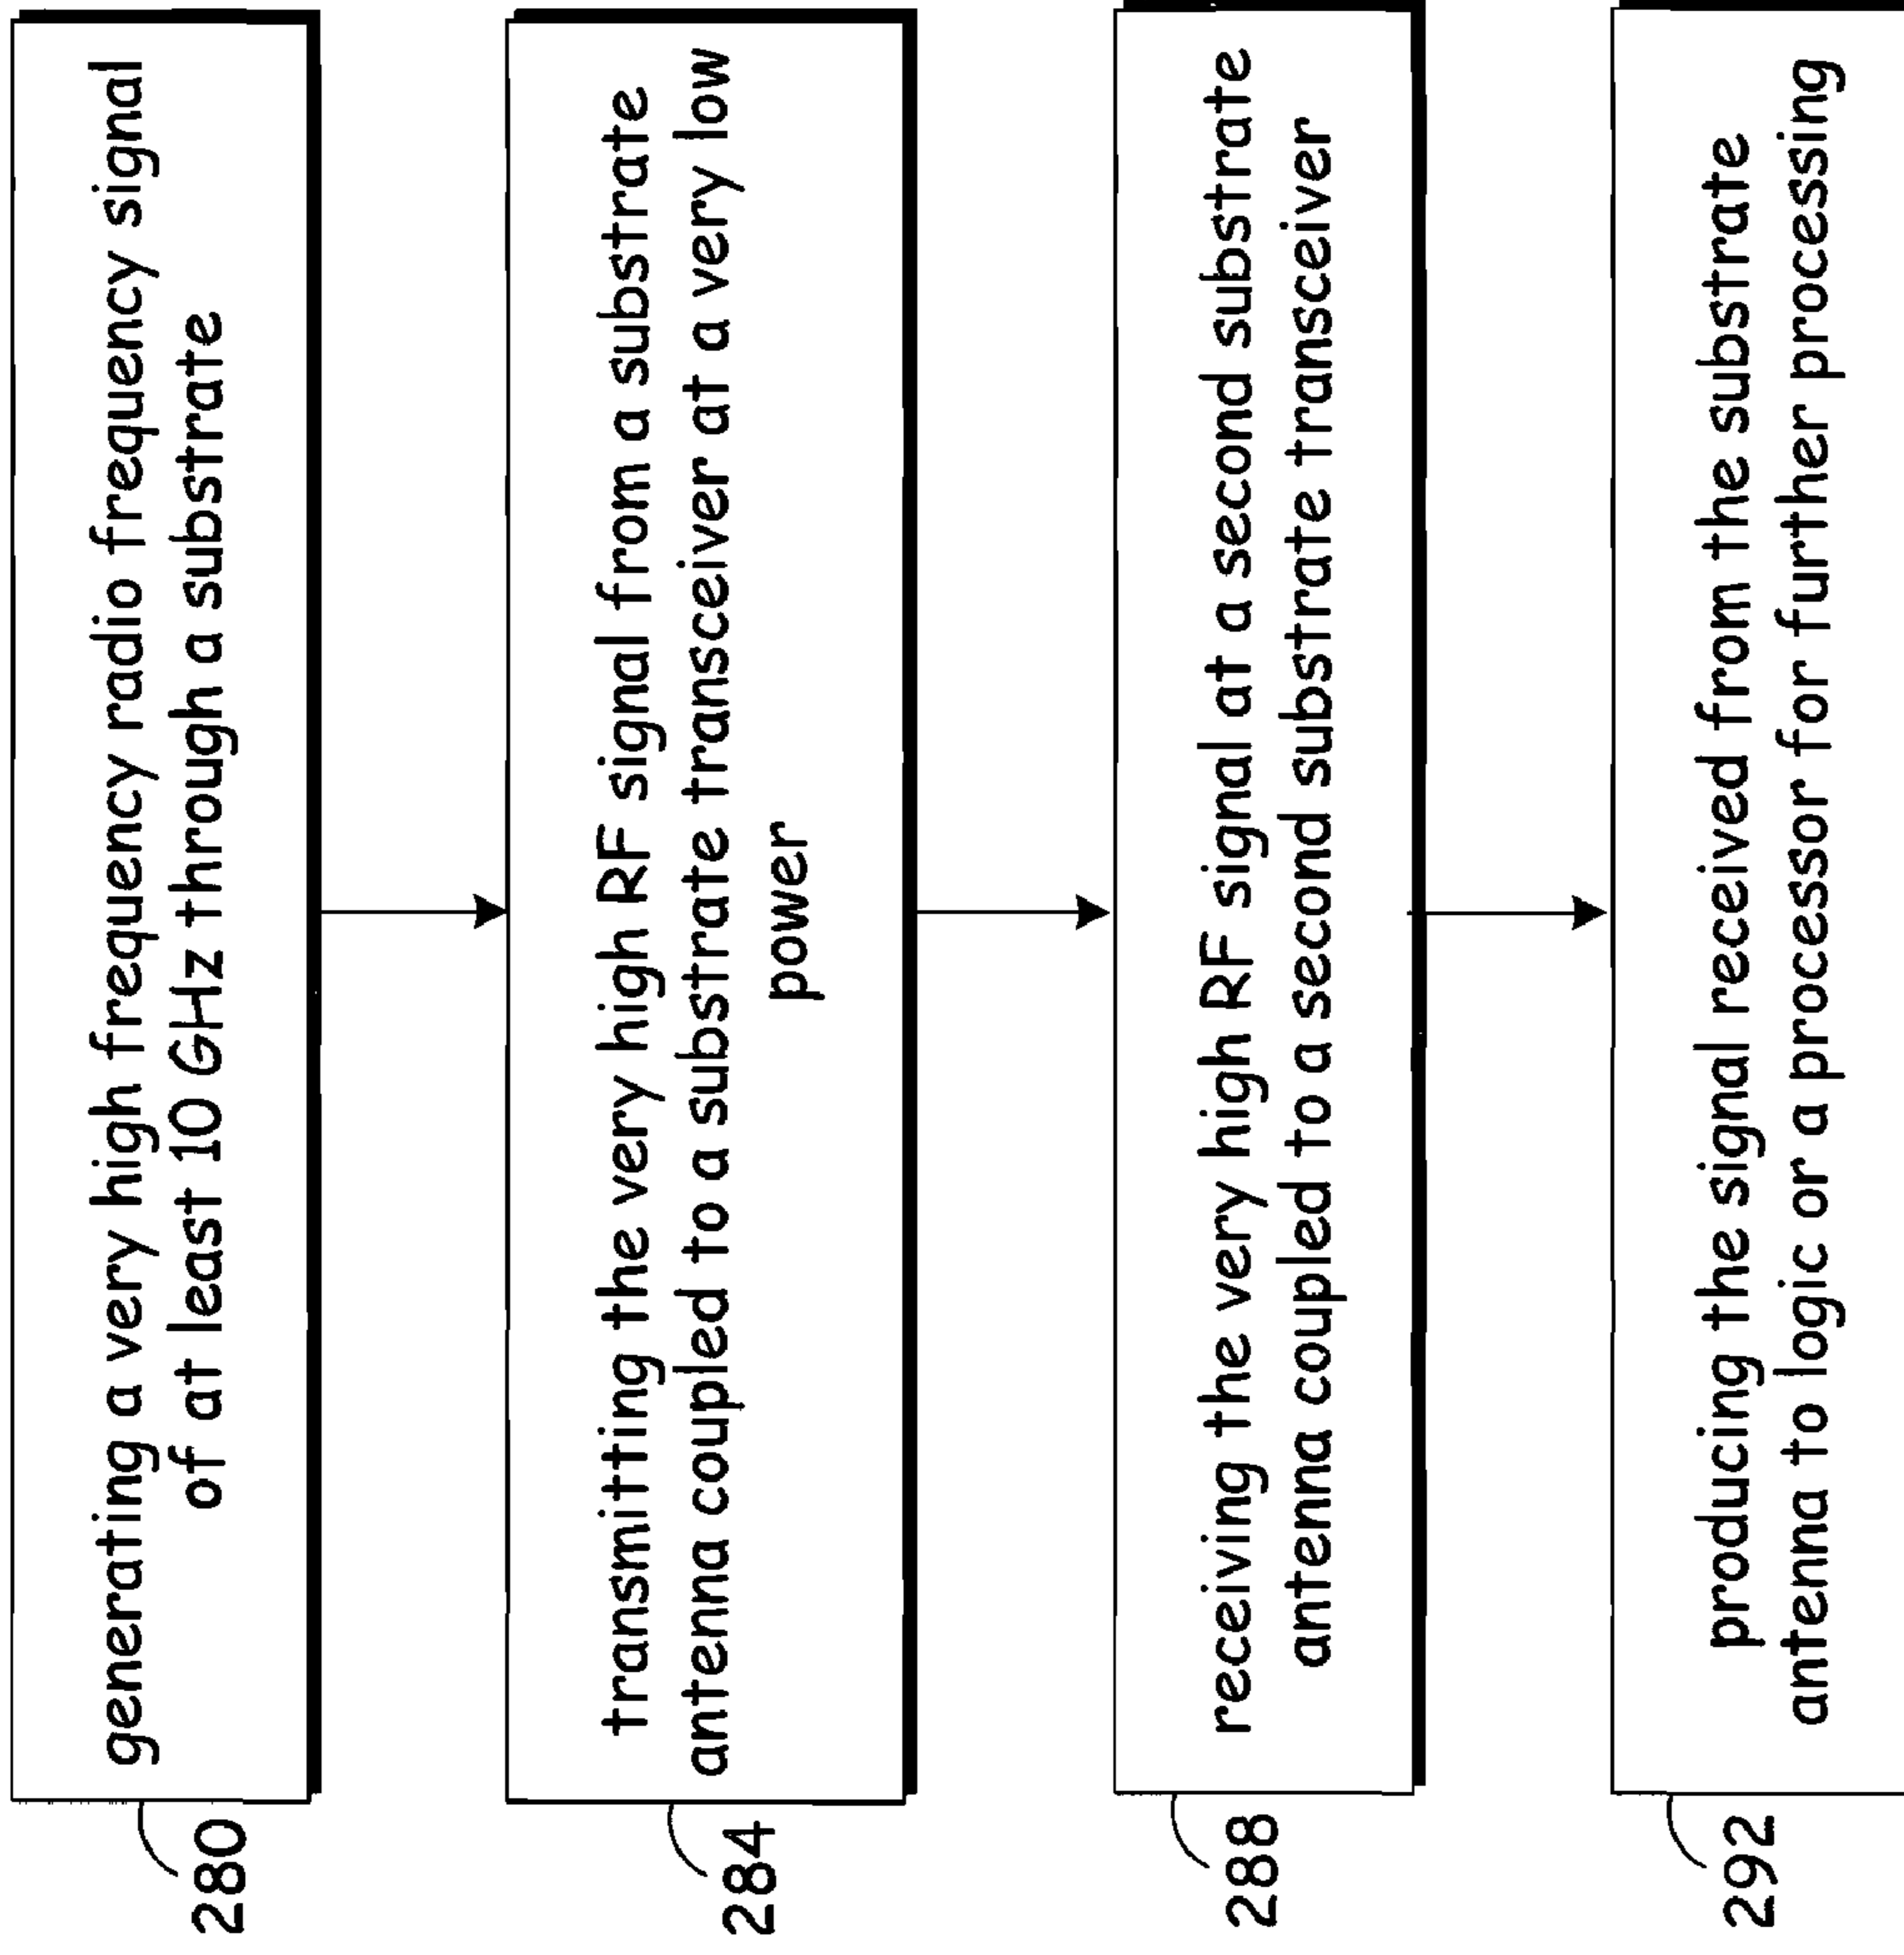 generating a very high frequency radio frequency signal
of at least 10 GHz through a substrate
280
transmitting the very high RF signal from a substrate
antenna coupled to a substrate transceiver at a very low
power
284
receiving the very high RF signal at a second substrate
antenna coupled to a second substrate transceiver
288
producing the signal received from the substrate
antenna to logic or a processor for further processing
292